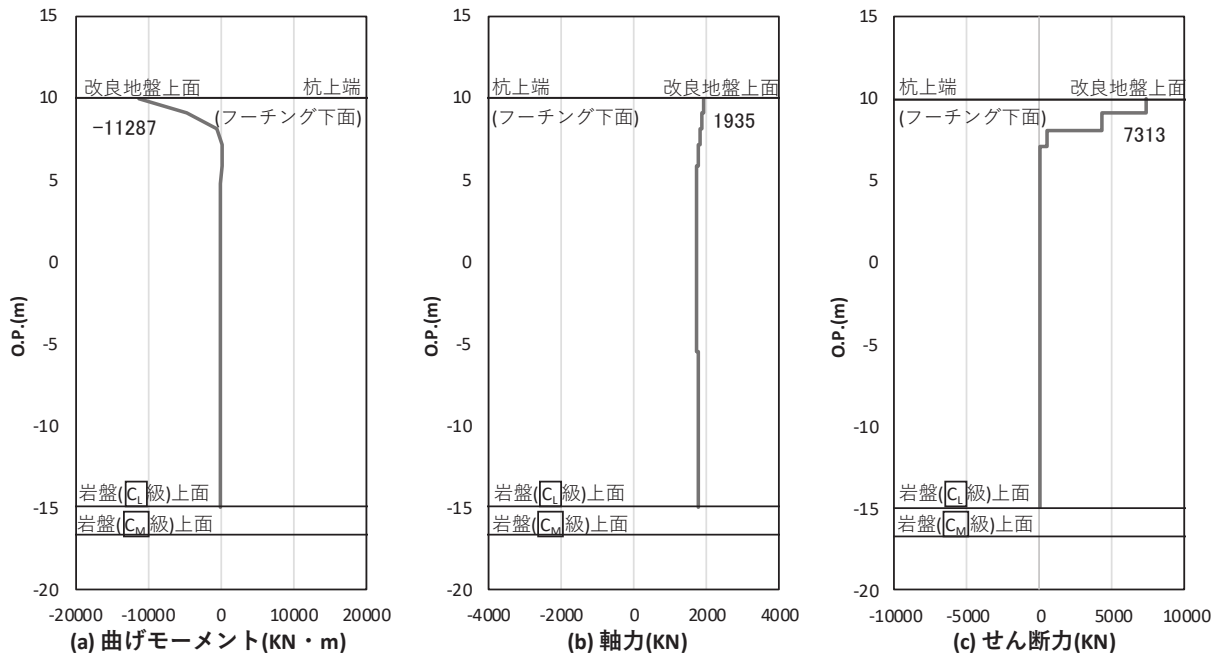 15
10
5
0
-5
-10
-15
-20
O.P.(m)
改良地盤上面
杭上端
(フーチング下面)
-11287
岩盤(CL級)上面
岩盤(CM級)上面
-20000 -10000 0 10000 20000
(a) 曲げモーメント(KN・m)
15
10
5
0
-5
-10
-15
-20
O.P.(m)
杭上端
改良地盤上面
(フーチング下面)
1935
岩盤(CL級)上面
岩盤(CM級)上面
-4000 -2000 0 2000 4000
(b) 軸力(KN)
15
10
5
0
-5
-10
-15
-20
O.P.(m)
杭上端
改良地盤上面
(フーチング下面)
7313
岩盤(CL級)上面
岩盤(CM級)上面
-10000 -5000 0 5000 10000
(c) せん断力(KN)